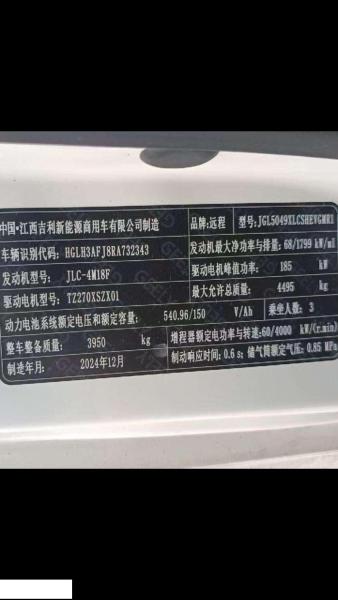 中国·江西吉利新能源商用车有限公司制造 品牌:远程 型号:JGL5049XLCSHEVGMR1
车辆识别代码:HGLH3AFJ8RA732343 发动机最大净功率与排量:68/1799 kW/ml
发动机型号: JLC-4M18F 驱动电机峰值功率: 185 kW
驱动电机型号: TZ270XSZX01 最大允许总质量: 4495 kg
动力电池系统额定电压和额定容量: 540.96/150 V/Ah 乘坐人数: 3
整车整备质量: 3950 kg 增程器额定电功率与转速:60/4000 kW/(r.min)
制造年月: 2024年12月 制动响应时间:0.6s;储气筒额定气压:0.85 MPa